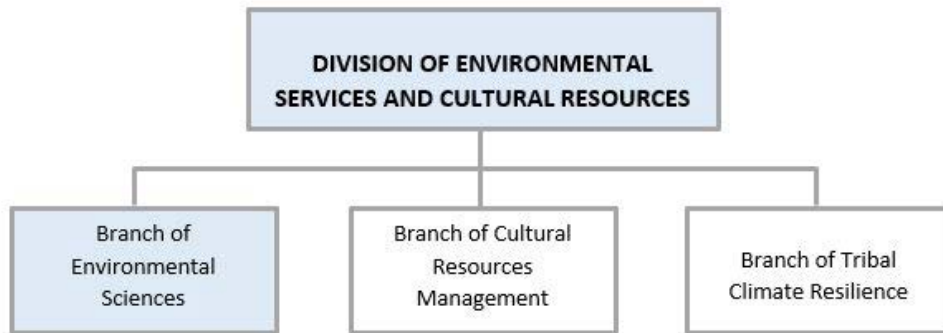 DIVISION OF ENVIRONMENTAL
SERVICES AND CULTURAL RESOURCES
Branch of
Environmental
Sciences
Branch of Cultural
Resources
Management
Branch of Tribal
Climate Resilience